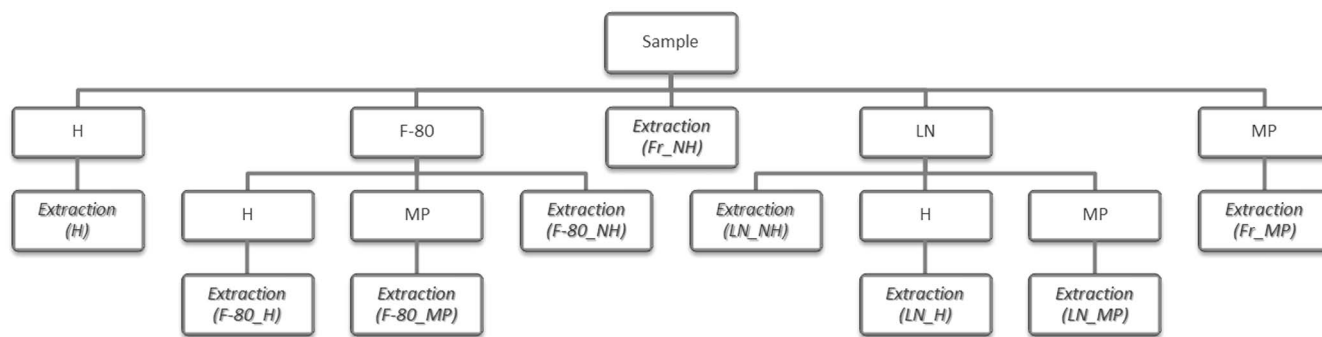 Sample
H
F-80
Extraction
(Fr_NH)
LN
MP
Extraction
(H)
H
MP
Extraction
(F-80_NH)
Extraction
(LN_NH)
H
MP
Extraction
(Fr_MP)
Extraction
(F-80_H)
Extraction
(F-80_MP)
Extraction
(LN_H)
Extraction
(LN_MP)